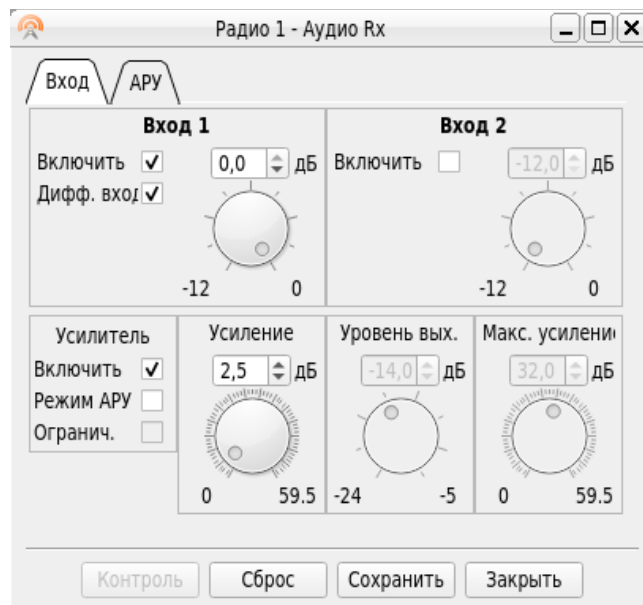 Радио 1 - Аудио Rx
Вход АРУ
Вход 1
Включить 0,0 дБ
Дифф. вход
-12 0
Вход 2
Включить -12,0 дБ
-12 0
Усилитель
Включить
Режим АРУ
Огранич.
Усиление
2,5 дБ
0 59.5
Уровень вых.
-14,0 дБ
-24 -5
Макс. усилени
32,0 дБ
0 59.5
Контроль Сброс Сохранить Закрыть